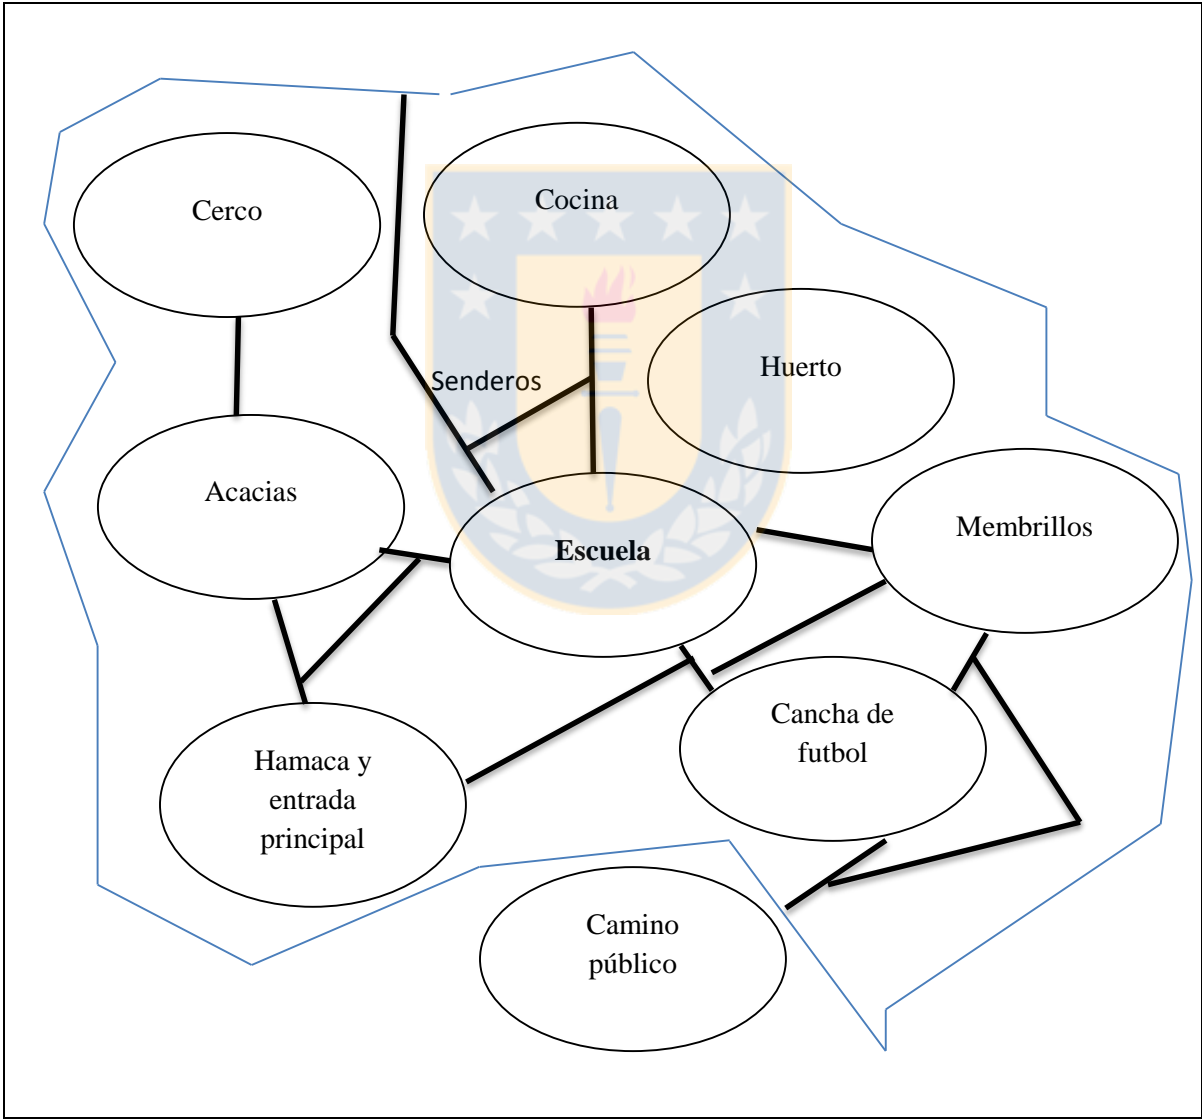 Cerco
Cocina
Huerto
Senderos
Acacias
Membrillos
Escuela
Cancha de
futbol
Hamaca y
entrada
principal
Camino
público